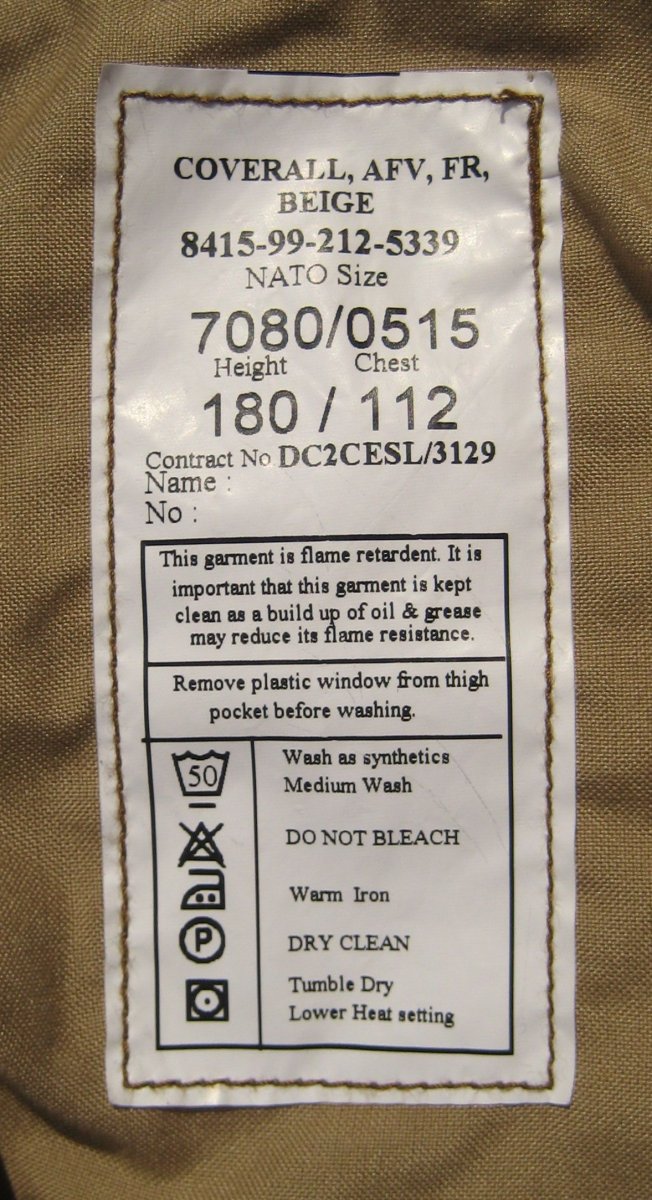 COVERALL, AFV, FR,
BEIGE
8415-99-212-5339
NATO Size
7080/0515
Height Chest
180 / 112
Contract No DC2CESL/3129
Name :
No :
This garment is flame retardent. It is
important that this garment is kept
clean as a build up of oil & grease
may reduce its flame resistance.
Remove plastic window from thigh
pocket before washing.
50 Wash as synthetics
Medium Wash
DO NOT BLEACH
Warm Iron
P DRY CLEAN
Tumble Dry
Lower Heat setting